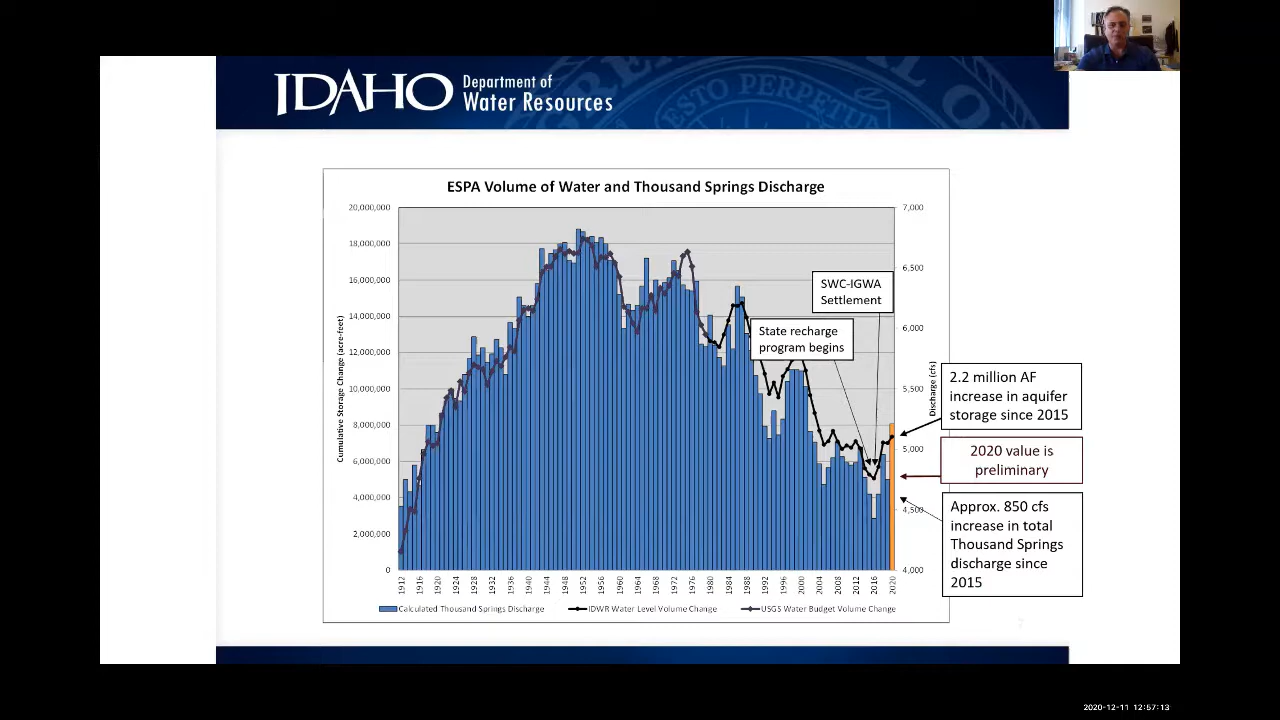 IDAHO Department of
Water Resources
ESTO PERPETUA
ESPA Volume of Water and Thousand Springs Discharge
20,000,000
18,000,000
16,000,000
14,000,000
12,000,000
10,000,000
8,000,000
6,000,000
4,000,000
2,000,000
0
Cumulative Storage Change (acre-feet)
7,000
6,500
6,000
5,500
5,000
4,500
4,000
Discharge (cfs)
SWC-IGWA
Settlement
State recharge
program begins
2.2 million AF
increase in aquifer
storage since 2015
2020 value is
preliminary
Approx. 850 cfs
increase in total
Thousand Springs
discharge since
2015
1912 1916 1920 1924 1928 1932 1936 1940 1944 1948 1952 1956 1960 1964 1968 1972 1976 1980 1984 1988 1992 1996 2000 2004 2008 2012 2016 2020
Calculated Thousand Springs Discharge IDWR Water Level Volume Change USGS Water Budget Volume Change
2020-12-11 12:57:13